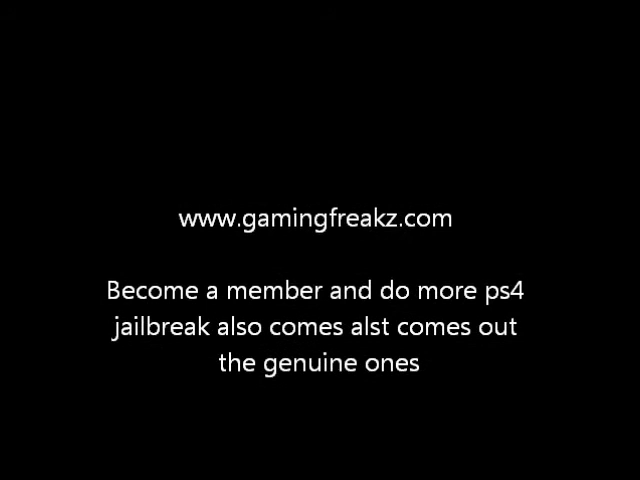 www.gamingfreakz.com
Become a member and do more ps4
jailbreak also comes alst comes out
the genuine ones